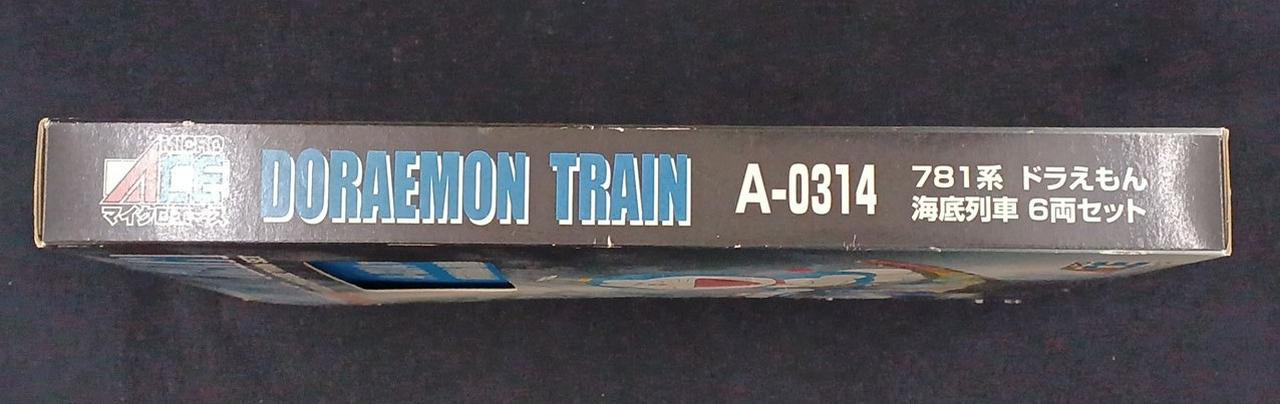 MICRO
ACE
マイクロエース
DORAEMON TRAIN
A-0314
781系 ドラえもん
海底列車 6両セット